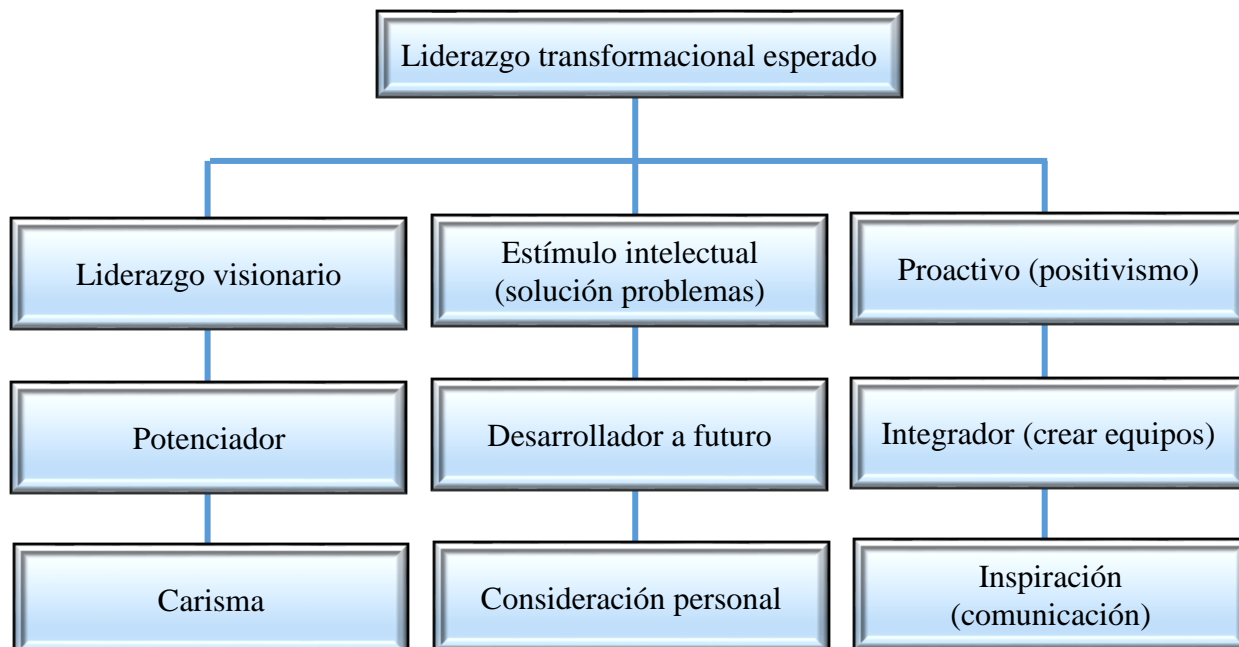 Liderazgo transformacional esperado
Liderazgo visionario
Estímulo intelectual
(solución problemas)
Proactivo (positivismo)
Potenciador
Desarrollador a futuro
Integrador (crear equipos)
Carisma
Consideración personal
Inspiración
(comunicación)